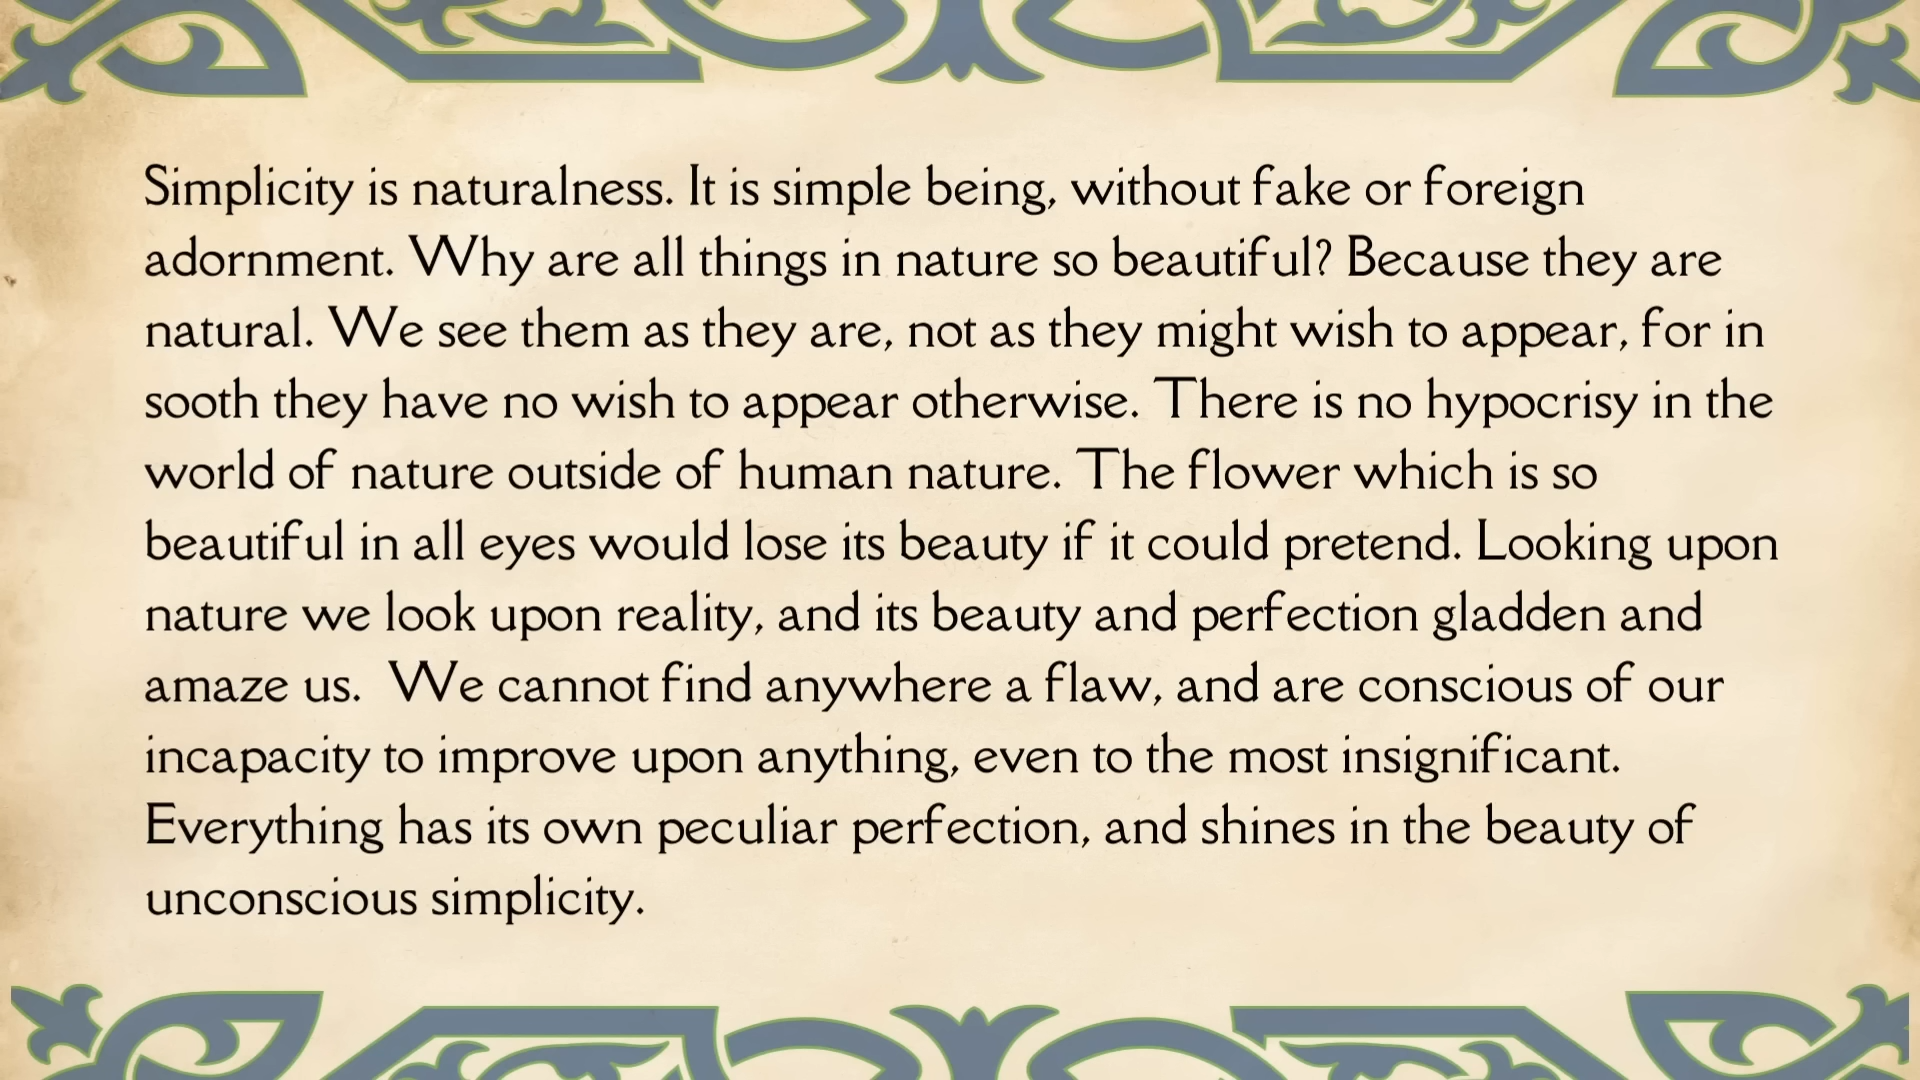 Simplicity is naturalness. It is simple being, without fake or foreign
adornment. Why are all things in nature so beautiful? Because they are
natural. We see them as they are, not as they might wish to appear, for in
sooth they have no wish to appear otherwise. There is no hypocrisy in the
world of nature outside of human nature. The flower which is so
beautiful in all eyes would lose its beauty if it could pretend. Looking upon
nature we look upon reality, and its beauty and perfection gladden and
amaze us.  We cannot find anywhere a flaw, and are conscious of our
incapacity to improve upon anything, even to the most insignificant.
Everything has its own peculiar perfection, and shines in the beauty of
unconscious simplicity.